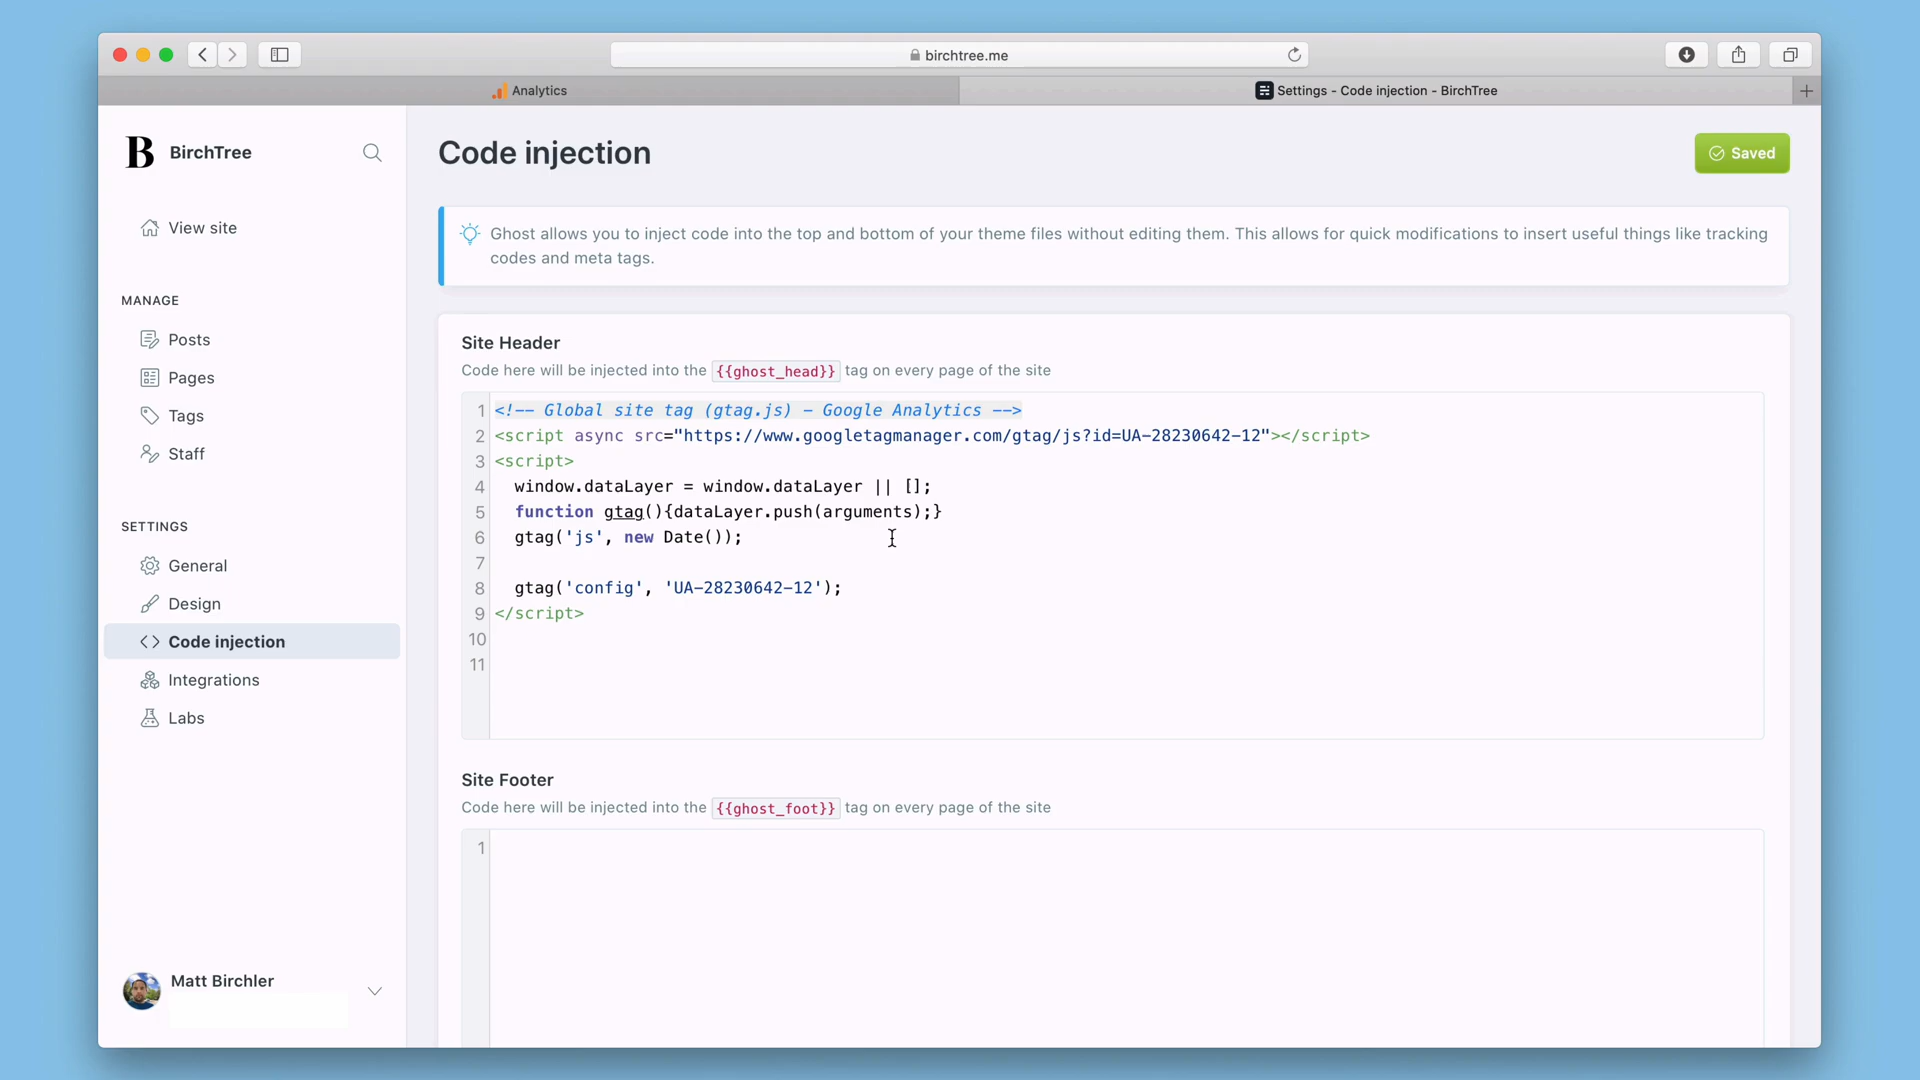 birchtree.me
Analytics
Settings - Code injection - BirchTree
B BirchTree
View site
MANAGE
Posts
Pages
Tags
Staff
SETTINGS
General
Design
Code injection
Integrations
Labs
Matt Birchler
Code injection
Saved
Ghost allows you to inject code into the top and bottom of your theme files without editing them. This allows for quick modifications to insert useful things like tracking
codes and meta tags.
Site Header
Code here will be injected into the {{ghost_head}} tag on every page of the site
1 <!-- Global site tag (gtag.js) - Google Analytics -->
2 <script async src="https://www.googletagmanager.com/gtag/js?id=UA-28230642-12"></script>
3 <script>
4 window.dataLayer = window.dataLayer || [];
5 function gtag(){dataLayer.push(arguments);}
6 gtag('js', new Date());
7
8 gtag('config', 'UA-28230642-12');
9 </script>
10
11
Site Footer
Code here will be injected into the {{ghost_foot}} tag on every page of the site
1